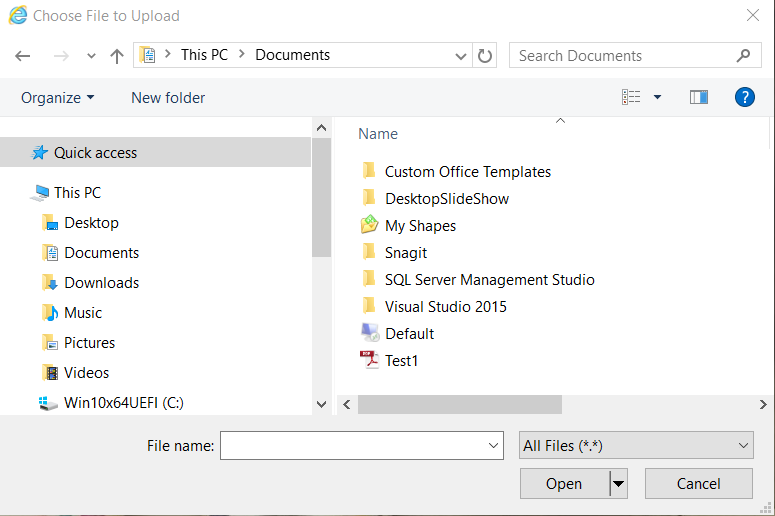 Choose File to Upload
This PC > Documents
Search Documents
Organize
New folder
?
Quick access
This PC
Desktop
Documents
Downloads
Music
Pictures
Videos
Win10x64UEFI (C:)
Name
Custom Office Templates
DesktopSlideShow
My Shapes
Snagit
SQL Server Management Studio
Visual Studio 2015
Default
PDF
Test1
File name:
All Files (*.*)
Open
Cancel